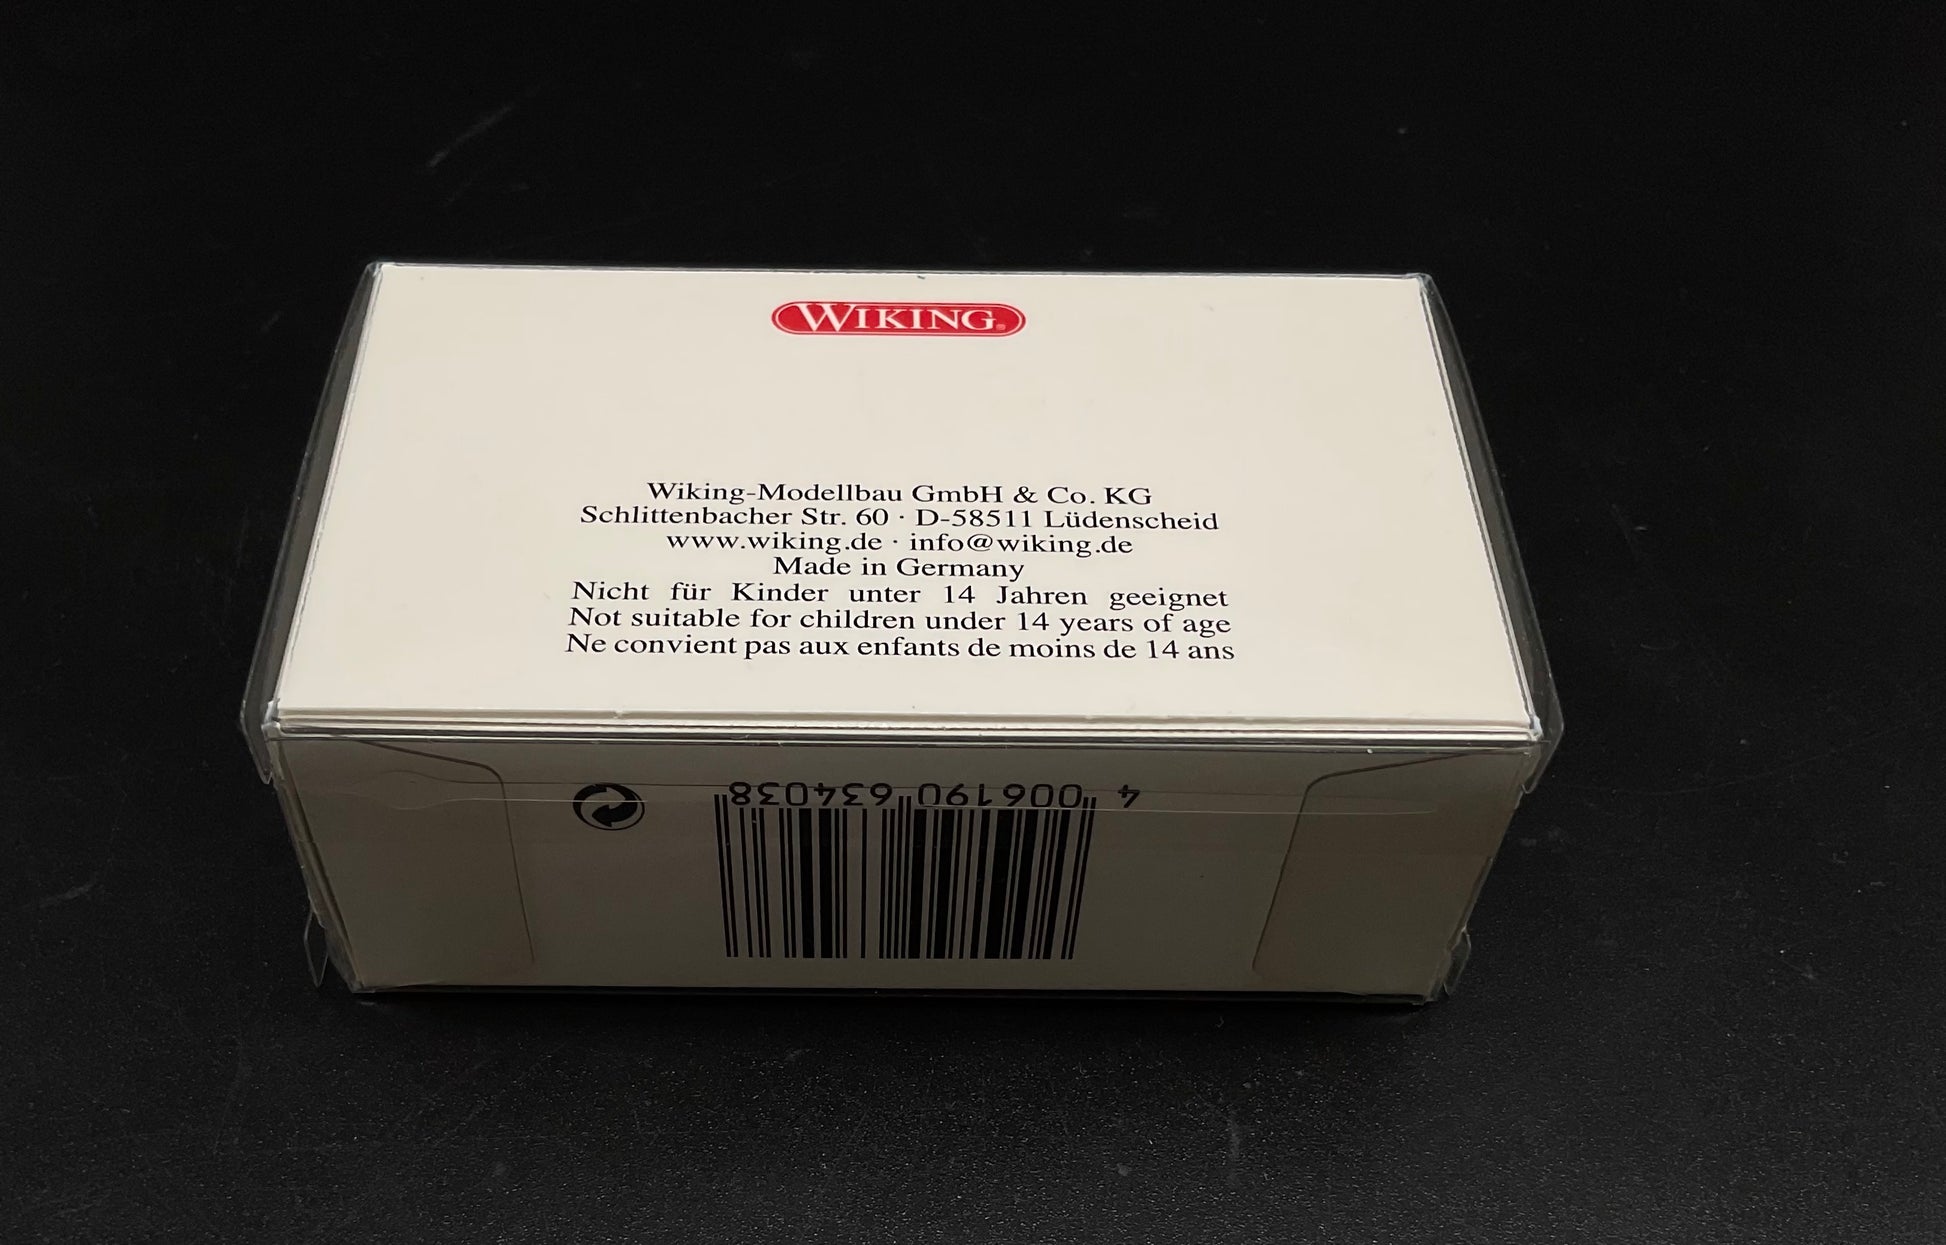 WIKING
Wiking-Modellbau GmbH & Co. KG
Schlittenbacher Str. 60 · D-58511 Lüdenscheid
www.wiking.de · info@wiking.de
Made in Germany
Nicht für Kinder unter 14 Jahren geeignet
Not suitable for children under 14 years of age
Ne convient pas aux enfants de moins de 14 ans
4 006190 634038